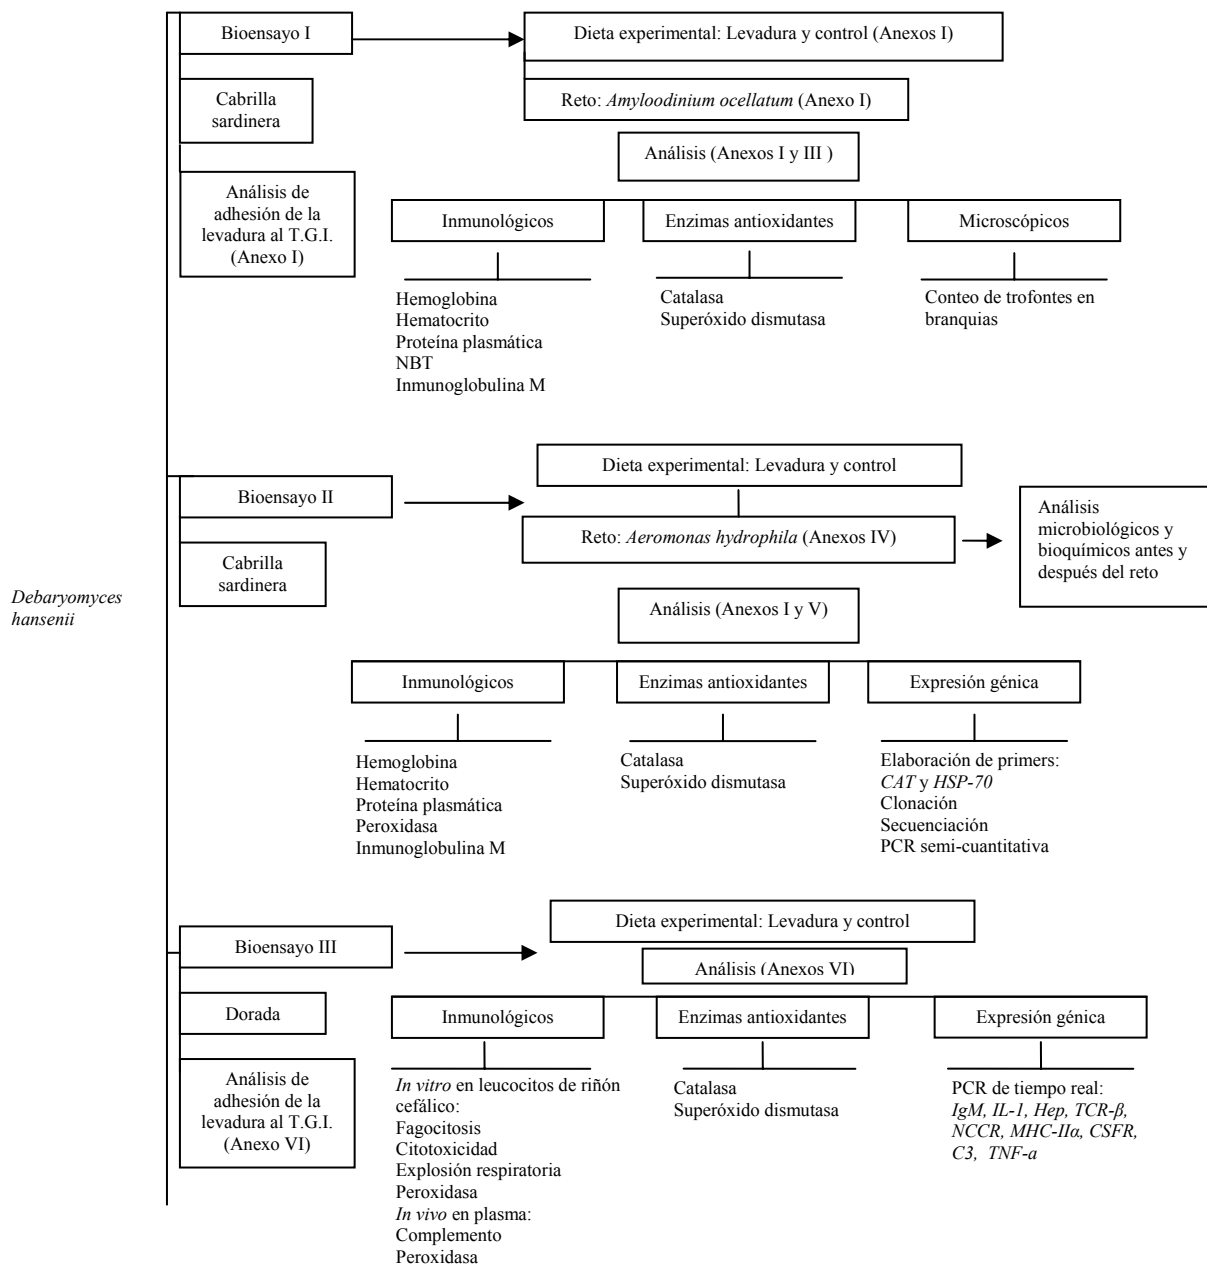 Debaryomyces
hansenii
Bioensayo I
Dieta experimental: Levadura y control (Anexos I)
Cabrilla
sardinera
Reto: Amyloodinium ocellatum (Anexo I)
Análisis (Anexos I y III )
Análisis de
adhesión de la
levadura al T.G.I.
(Anexo I)
Inmunológicos
Hemoglobina
Hematocrito
Proteína plasmática
NBT
Inmunoglobulina M
Enzimas antioxidantes
Catalasa
Superóxido dismutasa
Microscópicos
Conteo de trofontes en
branquias
Bioensayo II
Dieta experimental: Levadura y control
Cabrilla
sardinera
Reto: Aeromonas hydrophila (Anexos IV)
Análisis
microbiológicos y
bioquímicos antes y
después del reto
Análisis (Anexos I y V)
Inmunológicos
Hemoglobina
Hematocrito
Proteína plasmática
Peroxidasa
Inmunoglobulina M
Enzimas antioxidantes
Catalasa
Superóxido dismutasa
Expresión génica
Elaboración de primers:
CAT y HSP-70
Clonación
Secuenciación
PCR semi-cuantitativa
Bioensayo III
Dieta experimental: Levadura y control
Análisis (Anexos VI)
Dorada
Análisis de
adhesión de la
levadura al T.G.I.
(Anexo VI)
Inmunológicos
In vitro en leucocitos de riñón
cefálico:
Fagocitosis
Citotoxicidad
Explosión respiratoria
Peroxidasa
In vivo en plasma:
Complemento
Peroxidasa
Enzimas antioxidantes
Catalasa
Superóxido dismutasa
Expresión génica
PCR de tiempo real:
IgM, IL-1, Hep, TCR-β,
NCCR, MHC-IIα, CSFR,
C3, TNF-a